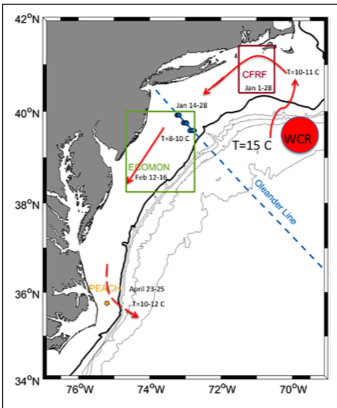 42°N
CFRF
T=10-11 C
Jan 1-28
Jan 14-28
40°N
T=8-10 C
T=15 C
WCR
ECOMON
Feb 12-16
38°N
Oleander Line
PEACH
April 23-25
36°N
T=10-12 C
34°N
76°W
74°W
72°W
70°W